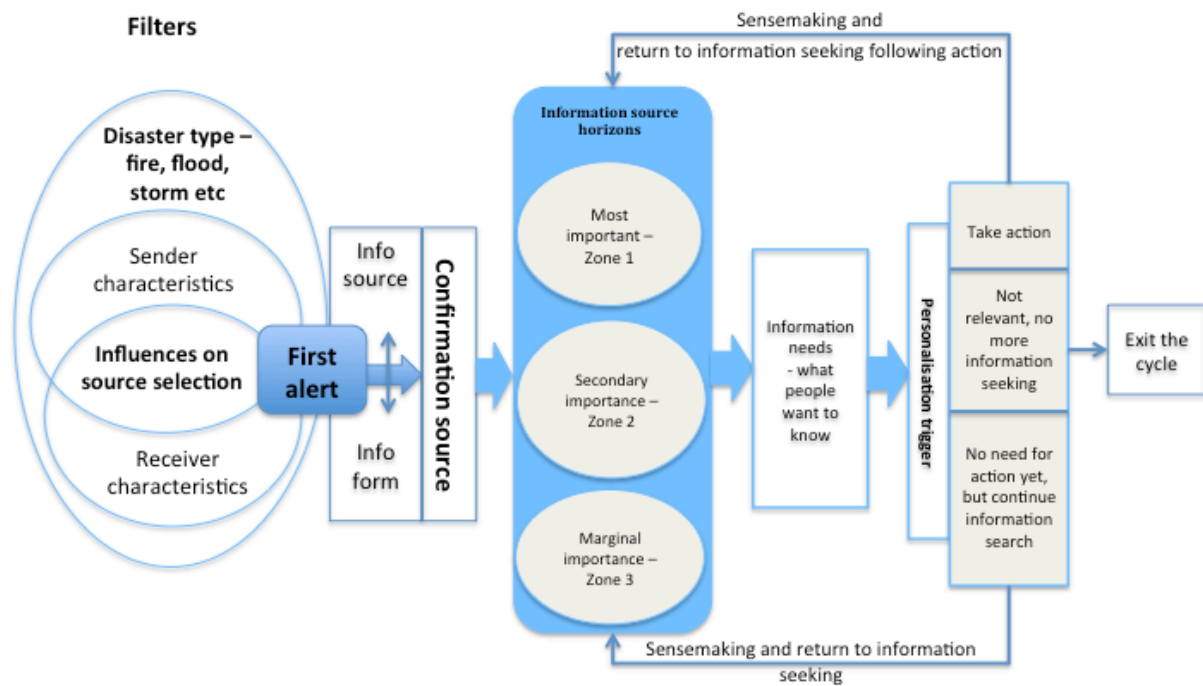 Filters
Disaster type –
fire, flood,
storm etc
Sender
characteristics
Influences on
source selection
Receiver
characteristics
First
alert
Info
source
Info
form
Confirmation source
Information source
horizons
Most
important –
Zone 1
Secondary
importance –
Zone 2
Marginal
importance –
Zone 3
Information
needs
- what
people
want to
know
Personalisation trigger
Sensemaking and
return to information seeking following action
Take action
Not
relevant, no
more
information
seeking
No need for
action yet,
but continue
information
search
Exit the
cycle
Sensemaking and return to information
seeking